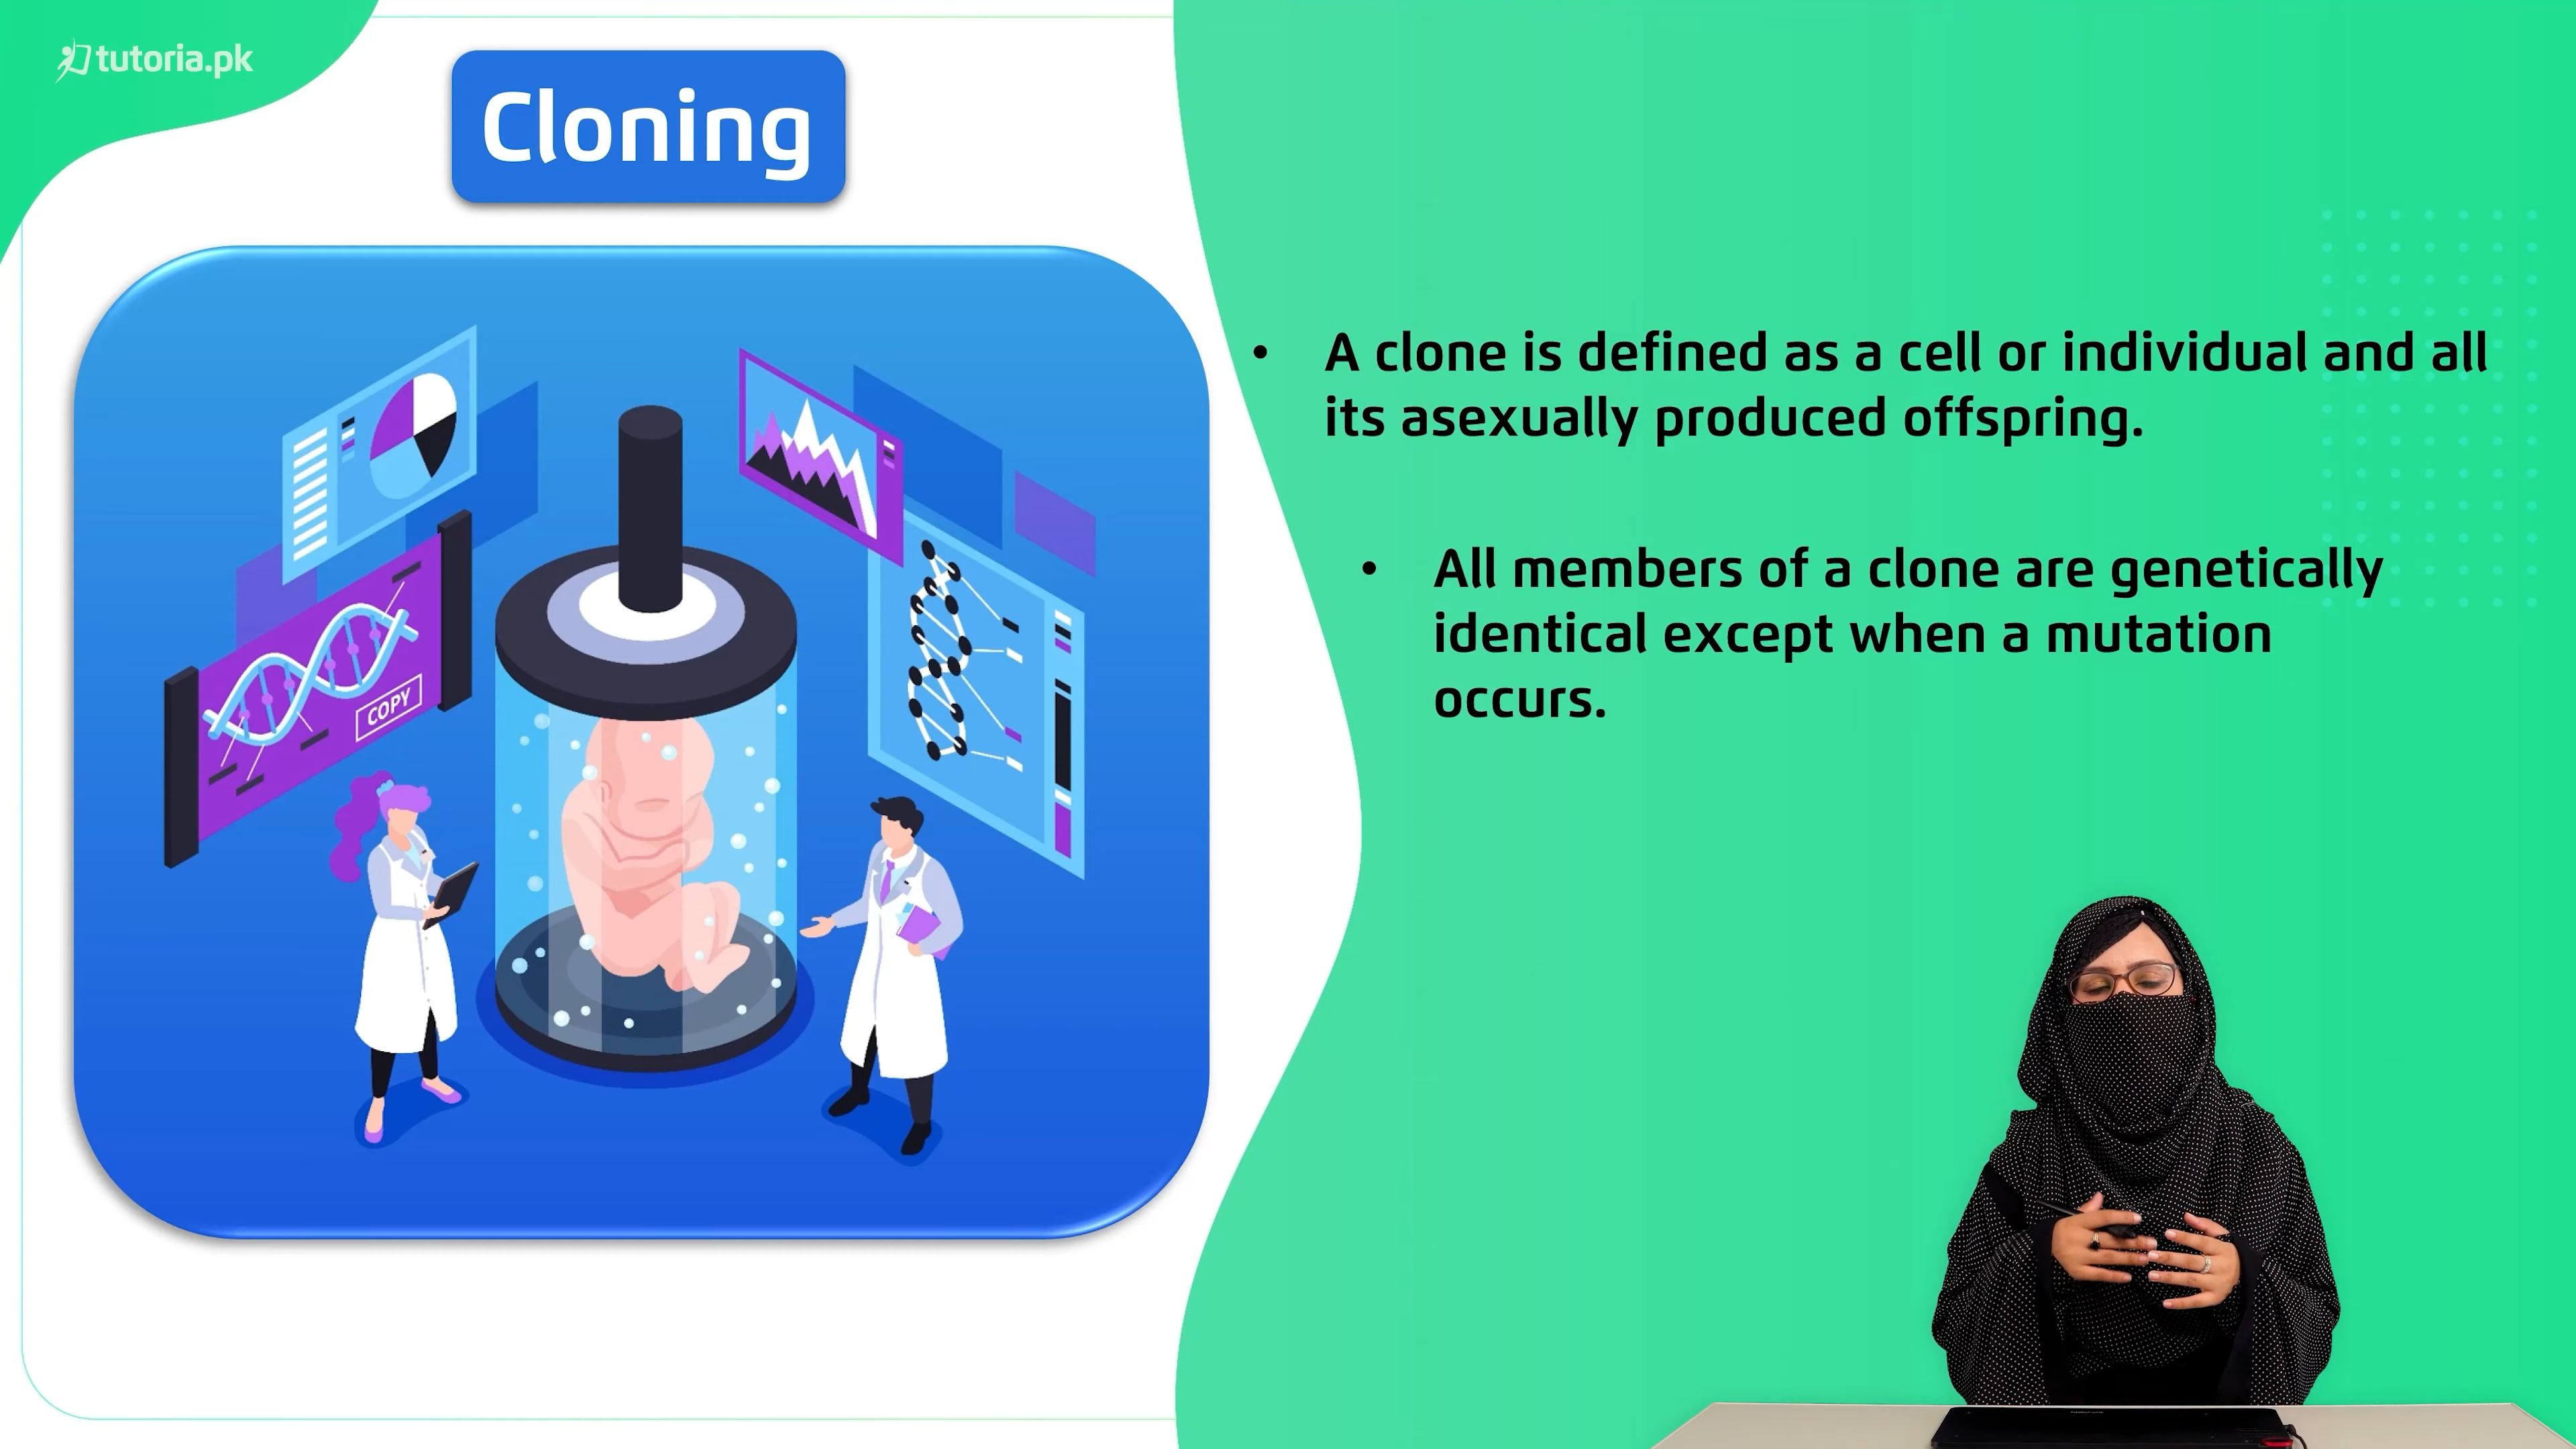 tutoria.pk
Cloning
• A clone is defined as a cell or individual and all
its asexually produced offspring.
• All members of a clone are genetically
identical except when a mutation
occurs.
COPY